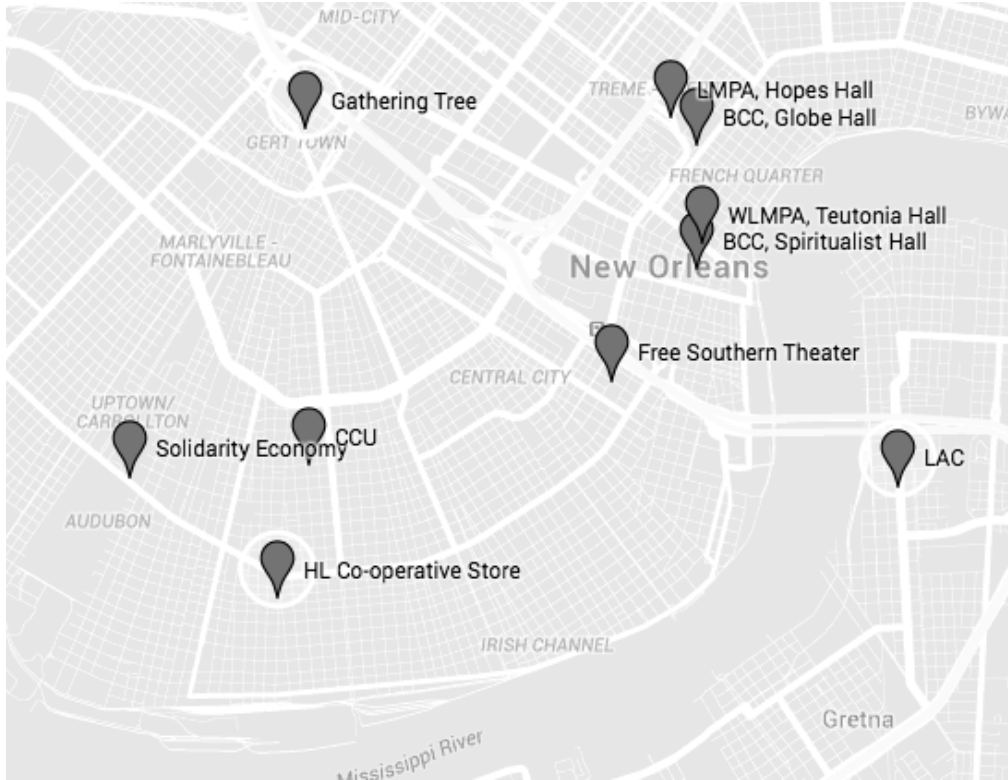 MID-CITY
Gathering Tree
GERT TOWN
TREME -
LMPA, Hopes Hall
BCC, Globe Hall
BYWA
FRENCH QUARTER
WLMPA, Teutonia Hall
BCC, Spiritualist Hall
MARLYVILLE -
FONTAINEBLEAU
New Orleans
Free Southern Theater
CENTRAL CITY
UPTOWN/
CARROLLTON
CCU
Solidarity Economy
LAC
AUDUBON
HL Co-operative Store
IRISH CHANNEL
Gretna
Mississippi River